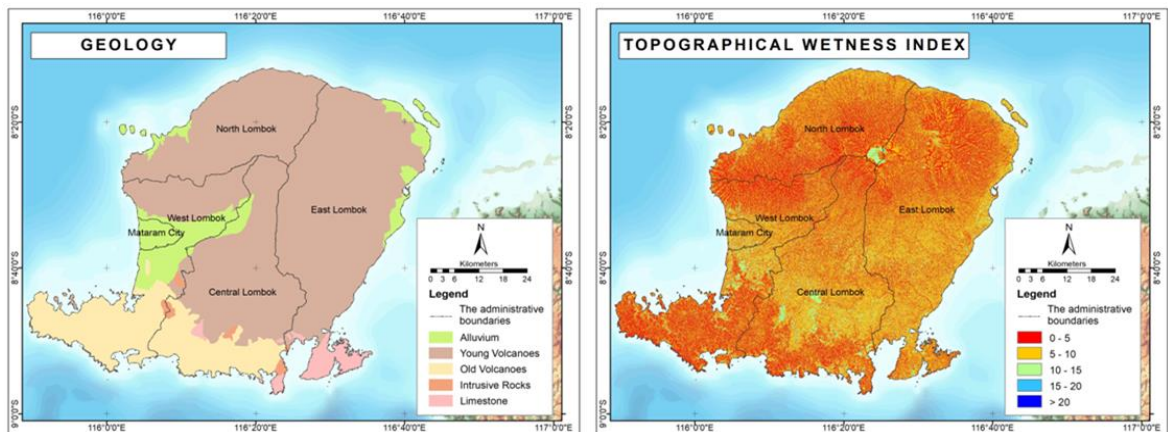 116°0'0"E 116°20'0"E 116°40'0"E 117°0'0"E
GEOLOGY
8°20'0"S
8°40'0"S
9°0'0"S
North Lombok
West Lombok
East Lombok
Mataram City
Central Lombok
N
Kilometers
0 3 6 12 18 24
Legend
The administrative
boundaries
Alluvium
Young Volcanoes
Old Volcanoes
Intrusive Rocks
Limestone
116°0'0"E 116°20'0"E 116°40'0"E 117°0'0"E
116°0'0"E 116°20'0"E 116°40'0"E 117°0'0"E
TOPOGRAPHICAL WETNESS INDEX
8°20'0"S
8°40'0"S
9°0'0"S
North Lombok
West Lombok
East Lombok
Mataram City
Central Lombok
N
Kilometers
0 3 6 12 18 24
Legend
The administrative
boundaries
0 - 5
5 - 10
10 - 15
15 - 20
> 20
116°0'0"E 116°20'0"E 116°40'0"E 117°0'0"E